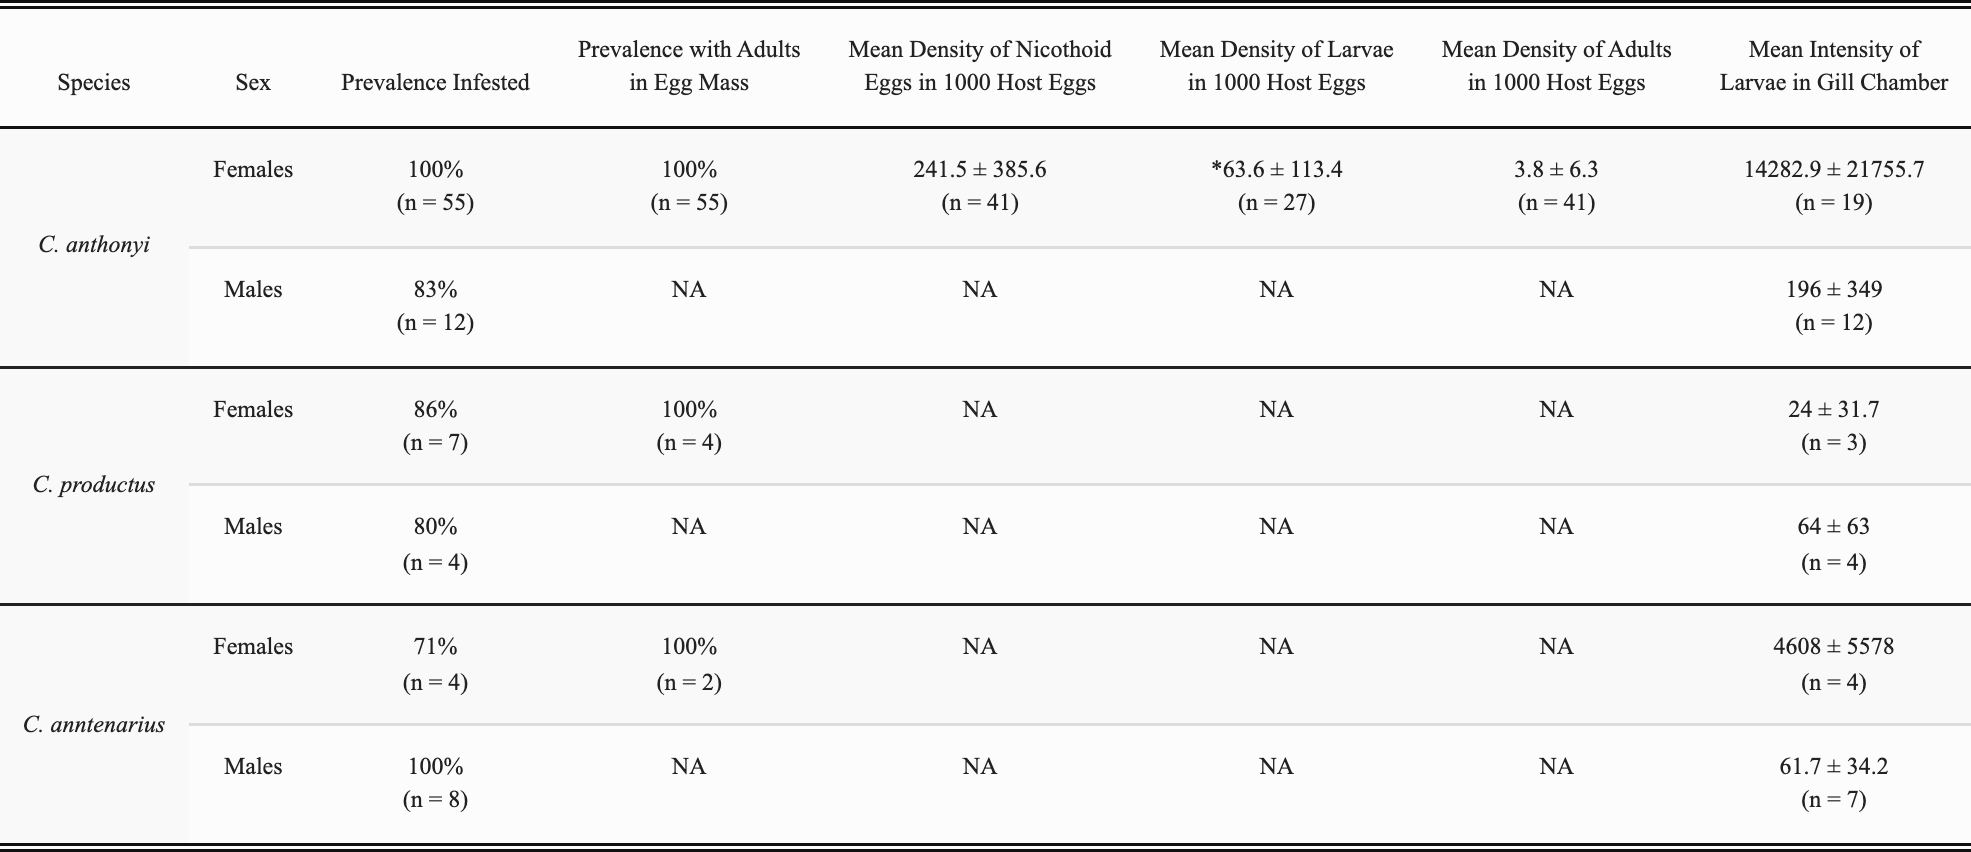 Species Sex Prevalence Infested Prevalence with Adults in Egg Mass Mean Density of Nicothoid Eggs in 1000 Host Eggs Mean Density of Larvae in 1000 Host Eggs Mean Density of Adults in 1000 Host Eggs Mean Intensity of Larvae in Gill Chamber
C. anthonyi
Females 100% 100% 241.5 ± 385.6 *63.6 ± 113.4 3.8 ± 6.3 14282.9 ± 21755.7
(n = 55) (n = 55) (n = 41) (n = 27) (n = 41) (n = 19)
Males 83% NA NA NA NA 196 ± 349
(n = 12) (n = 12)
C. productus
Females 86% 100% NA NA NA 24 ± 31.7
(n = 7) (n = 4) (n = 3)
Males 80% NA NA NA NA 64 ± 63
(n = 4) (n = 4)
C. anntenarius
Females 71% 100% NA NA NA 4608 ± 5578
(n = 4) (n = 2) (n = 4)
Males 100% NA NA NA NA 61.7 ± 34.2
(n = 8) (n = 7)